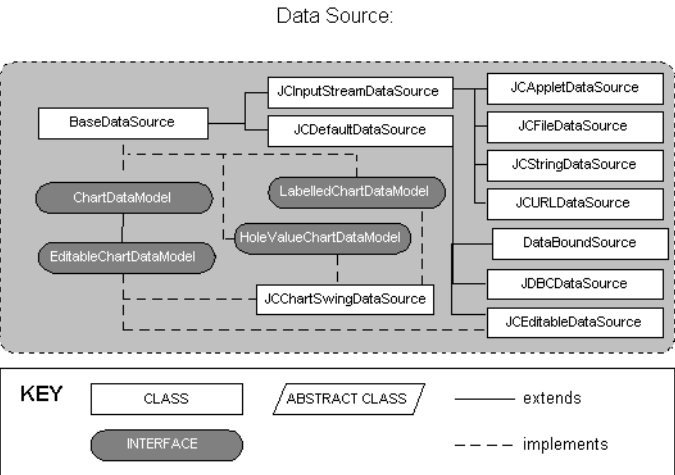 Data Source:
BaseDataSource
JCInputStreamDataSource
JCDefaultDataSource
JCAppletDataSource
JCFileDataSource
JCStringDataSource
JCURLDataSource
DataBoundSource
JDBCDataSource
JCEditableDataSource
ChartDataModel
LabelledChartDataModel
HoleValueChartDataModel
EditableChartDataModel
JCChartSwingDataSource
KEY
CLASS
ABSTRACT CLASS
extends
INTERFACE
implements